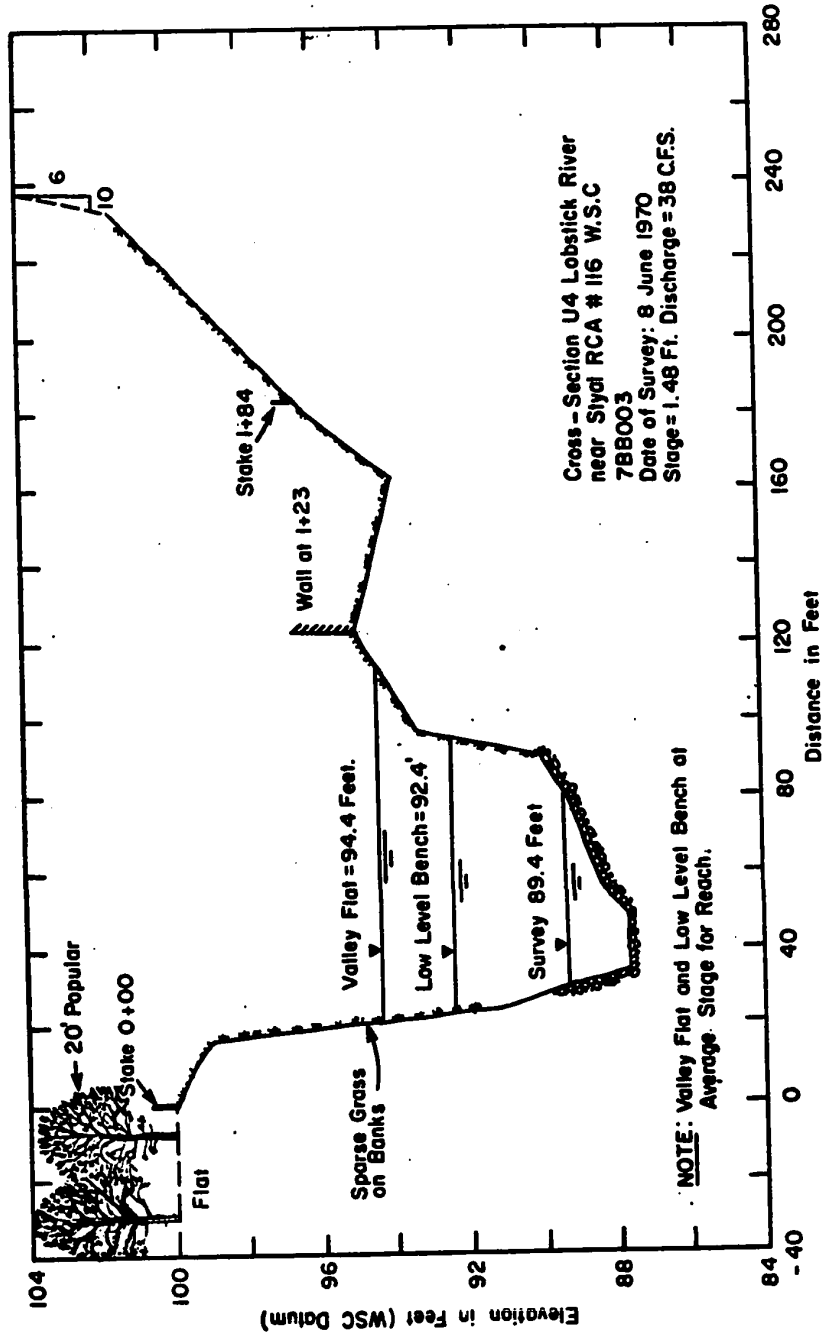 104
100
96
92
88
84
Elevation in Feet (WSC Datum)
-40
0
40
80
120
160
200
240
280
Distance in Feet
20' Popular
Stake 0+00
Flat
Sparse Grass
on Banks
Valley Flat = 94.4 Feet.
Low Level Bench = 92.4'
Survey 89.4 Feet
Wall at 1+23
Stake 1+84
6
10
Cross-Section U4 Lobstick River
near Styal RCA # 116 W.S.C
7BB003
Date of Survey: 8 June 1970
Stage = 1.48 Ft. Discharge = 38 C.F.S.
NOTE: Valley Flat and Low Level Bench at
Average Stage for Reach.